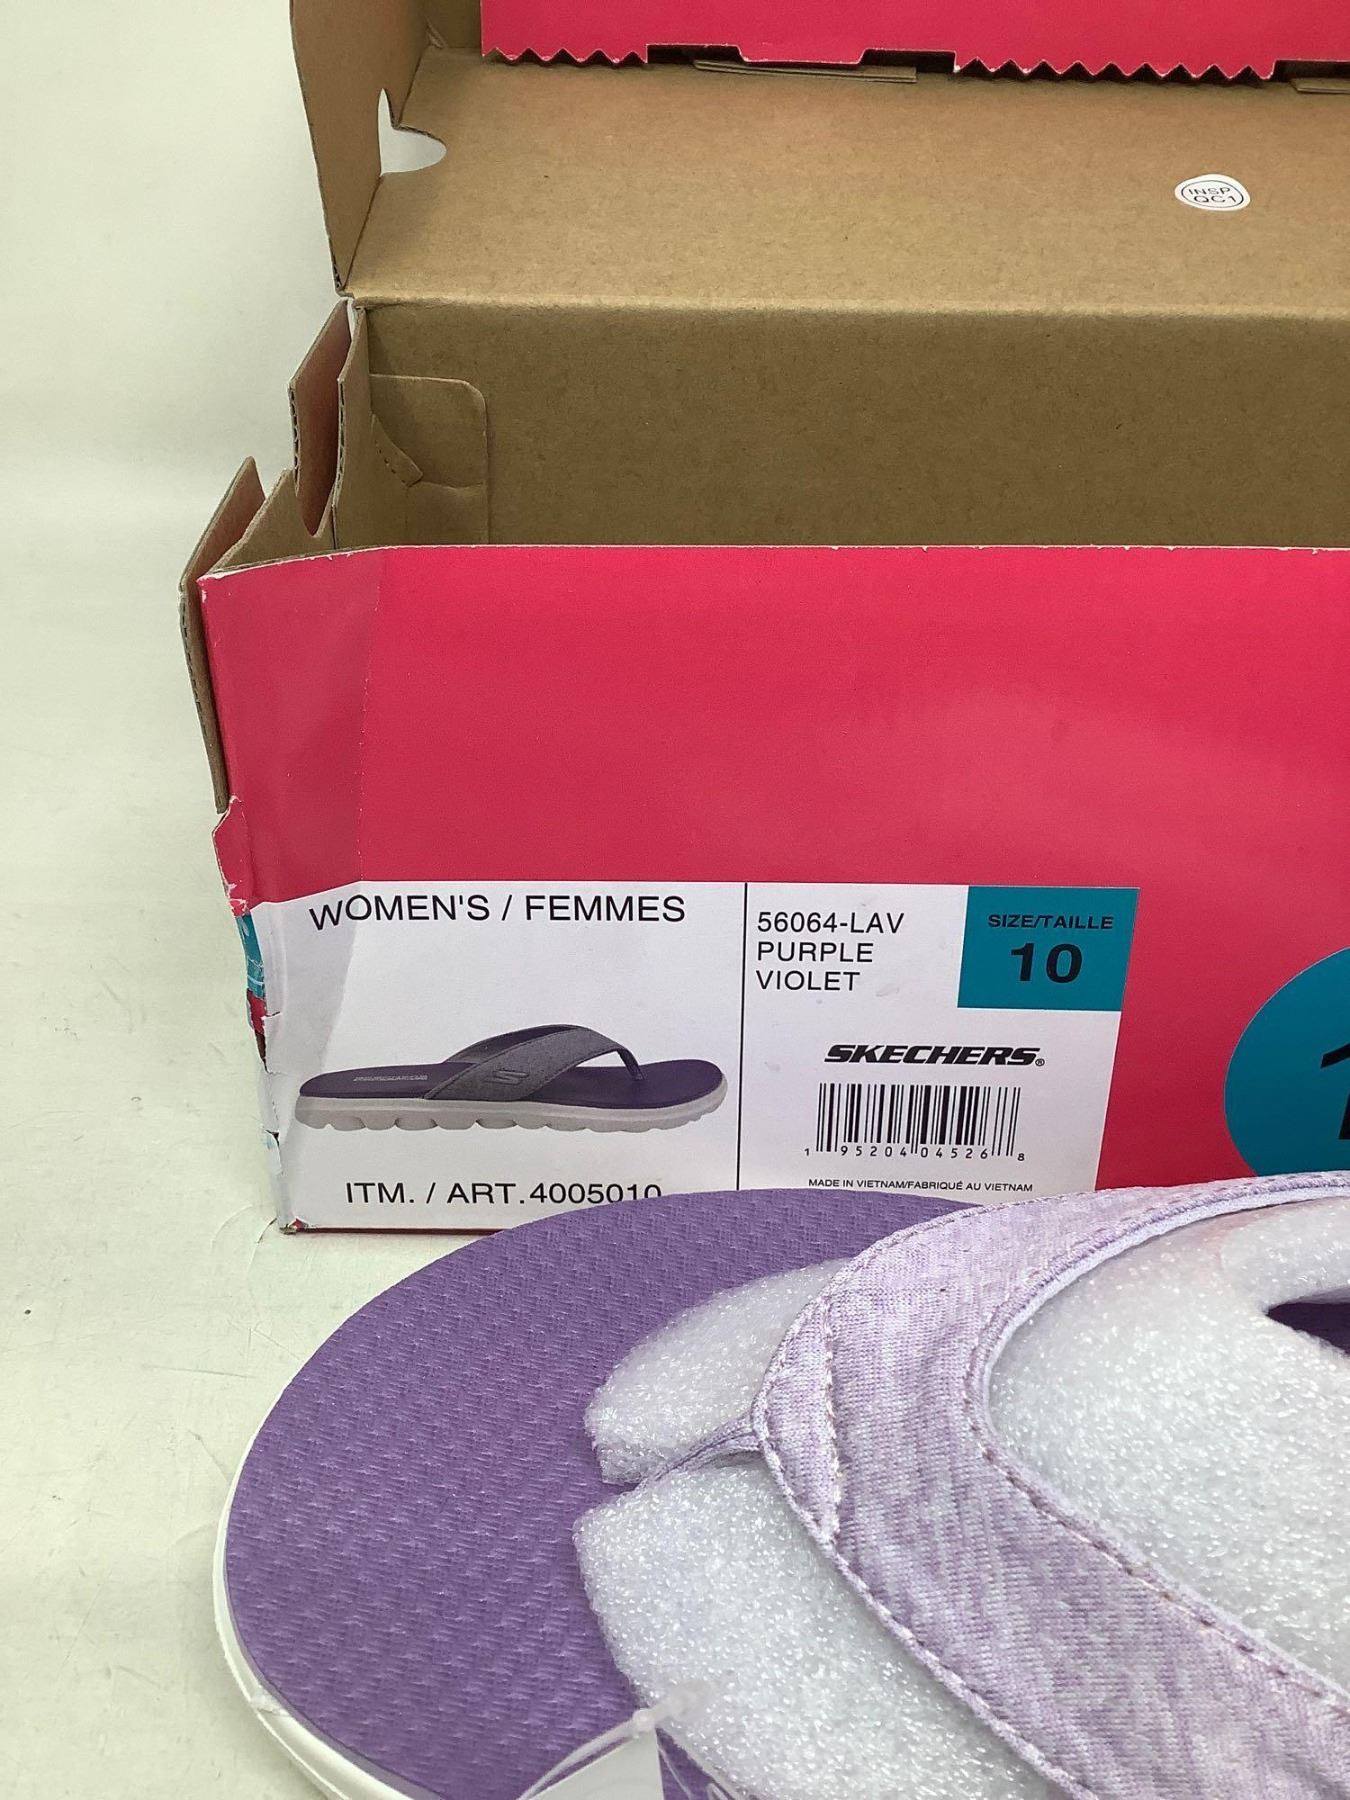 INSP
QC1
WOMEN'S / FEMMES
56064-LAV
PURPLE
VIOLET
SIZE/TAILLE
10
SKECHERS®
1 95204 04526 8
MADE IN VIETNAM/FABRIQUÉ AU VIETNAM
ITM. / ART. 4005010